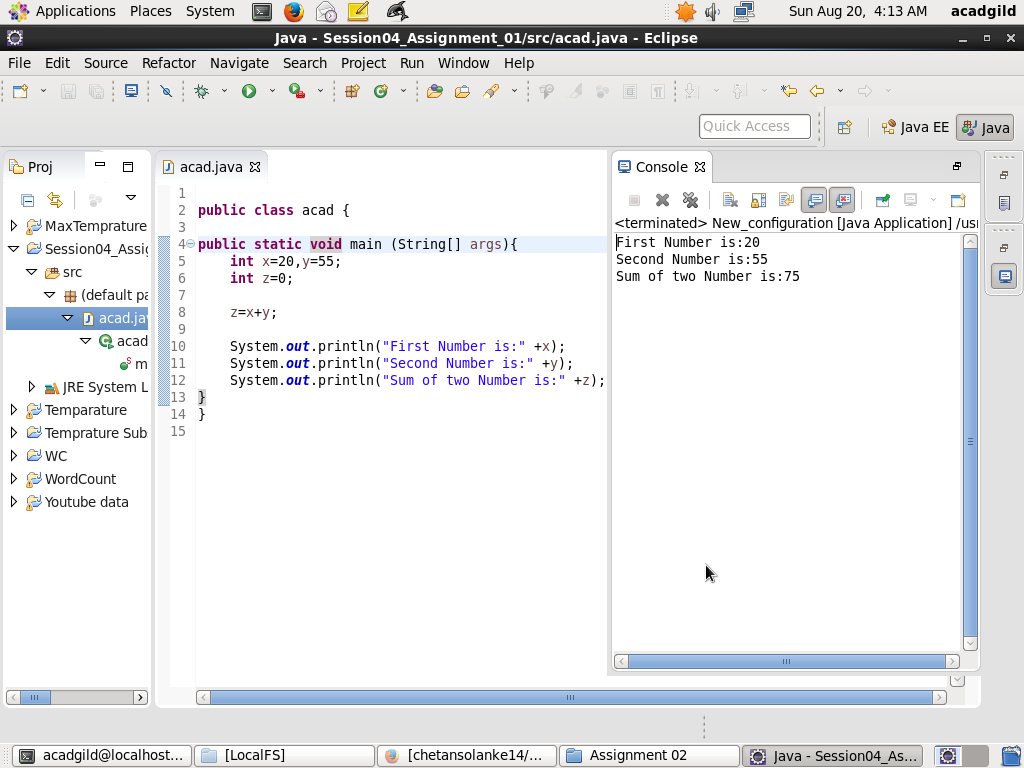 Applications Places System Sun Aug 20, 4:13 AM acadgild
Java - Session04_Assignment_01/src/acad.java - Eclipse
File Edit Source Refactor Navigate Search Project Run Window Help
Quick Access Java EE Java
Proj
MaxTemprature
Session04_Assig
src
(default pa
acad.jav
acad
m
JRE System L
Temparature
Temprature Sub
WC
WordCount
Youtube data
acad.java
1
2 public class acad {
3
4 public static void main (String[] args){
5 int x=20,y=55;
6 int z=0;
7
8 z=x+y;
9
10 System.out.println("First Number is:" +x);
11 System.out.println("Second Number is:" +y);
12 System.out.println("Sum of two Number is:" +z);
13 }
14 }
15
Console
<terminated> New_configuration [Java Application] /usr
First Number is:20
Second Number is:55
Sum of two Number is:75
acadgild@localhost... [LocalFS] [chetansolanke14/... Assignment 02 Java - Session04_As...